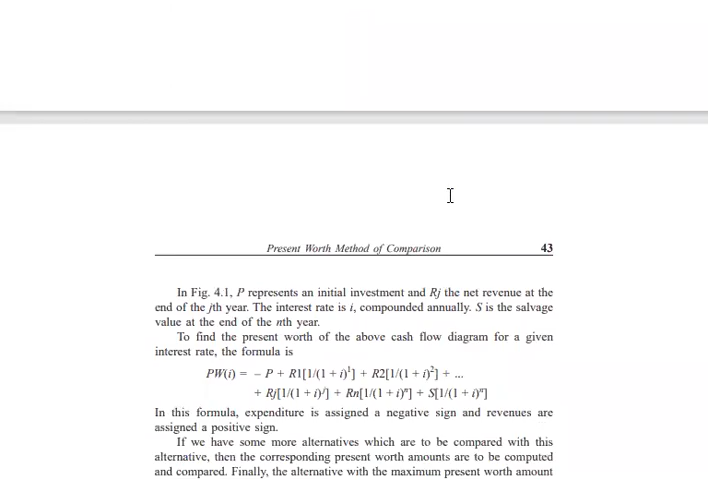 Present Worth Method of Comparison 43
In Fig. 4.1, P represents an initial investment and Rj the net revenue at the
end of the jth year. The interest rate is i, compounded annually. S is the salvage
value at the end of the nth year.
To find the present worth of the above cash flow diagram for a given
interest rate, the formula is
PW(i) = – P + R1[1/(1 + i)¹] + R2[1/(1 + i)²] + ...
+ Rj[1/(1 + i)ʲ] + Rn[1/(1 + i)ⁿ] + S[1/(1 + i)ⁿ]
In this formula, expenditure is assigned a negative sign and revenues are
assigned a positive sign.
If we have some more alternatives which are to be compared with this
alternative, then the corresponding present worth amounts are to be computed
and compared. Finally, the alternative with the maximum present worth amount